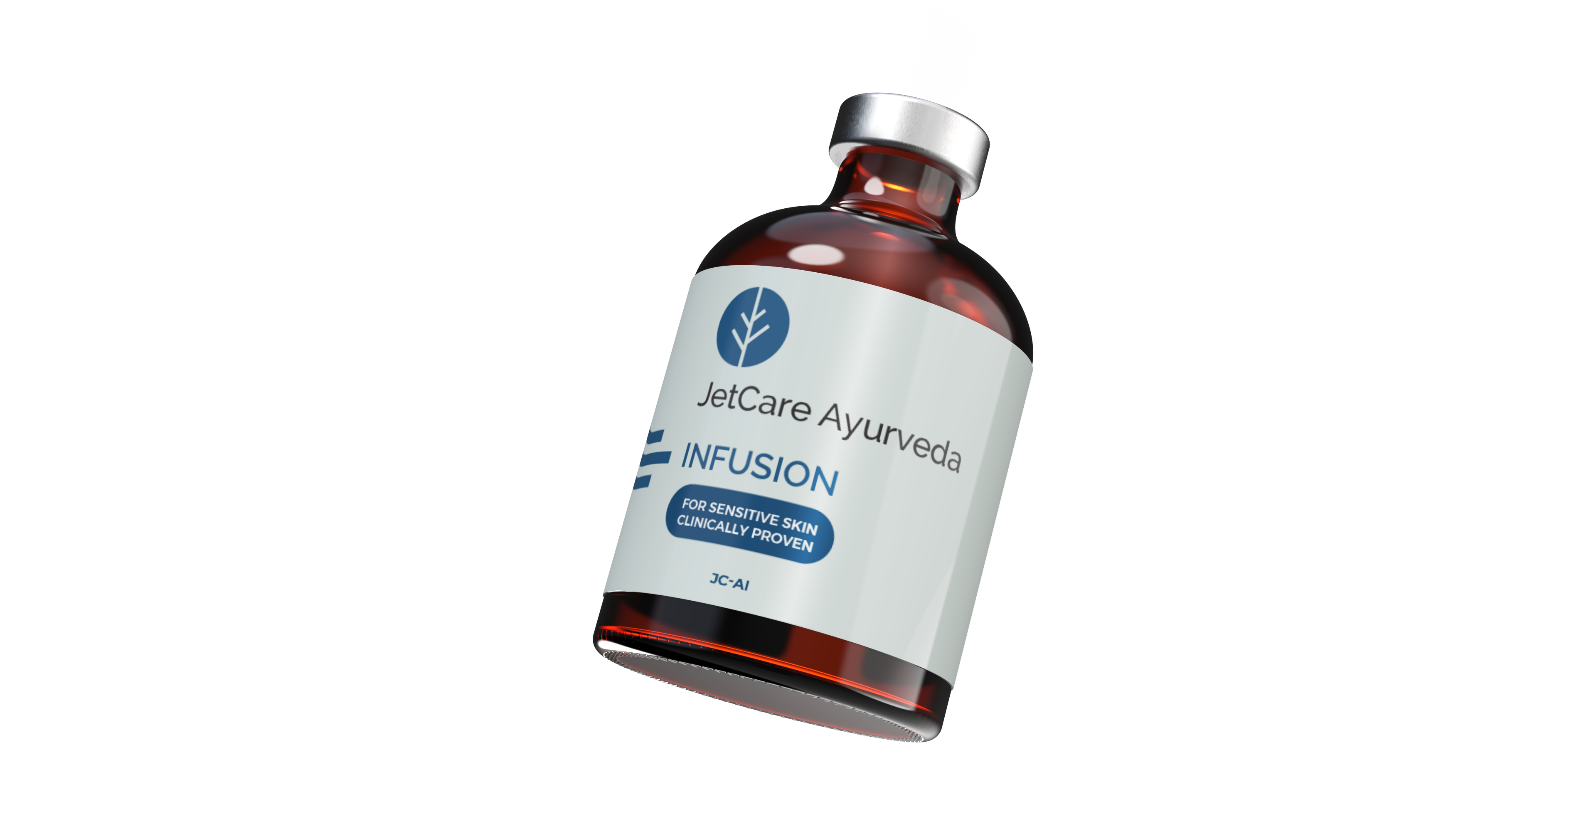 JetCare Ayurveda
INFUSION
FOR SENSITIVE SKIN
CLINICALLY PROVEN
JC-AI